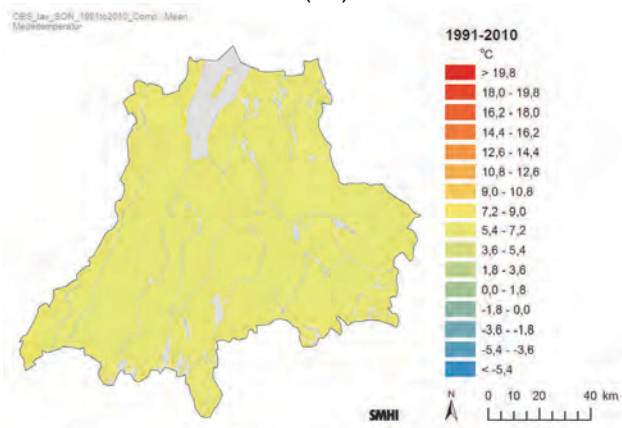 OBS_lav_SON_1991to2010_Comp. Mean
Medeltemperatur
1991-2010
°C
> 19,8
18,0 - 19,8
16,2 - 18,0
14,4 - 16,2
12,6 - 14,4
10,8 - 12,6
9,0 - 10,8
7,2 - 9,0
5,4 - 7,2
3,6 - 5,4
1,8 - 3,6
0,0 - 1,8
-1,8 - 0,0
-3,6 - -1,8
-5,4 - -3,6
< -5,4
SMHI
N
0 10 20 40 km